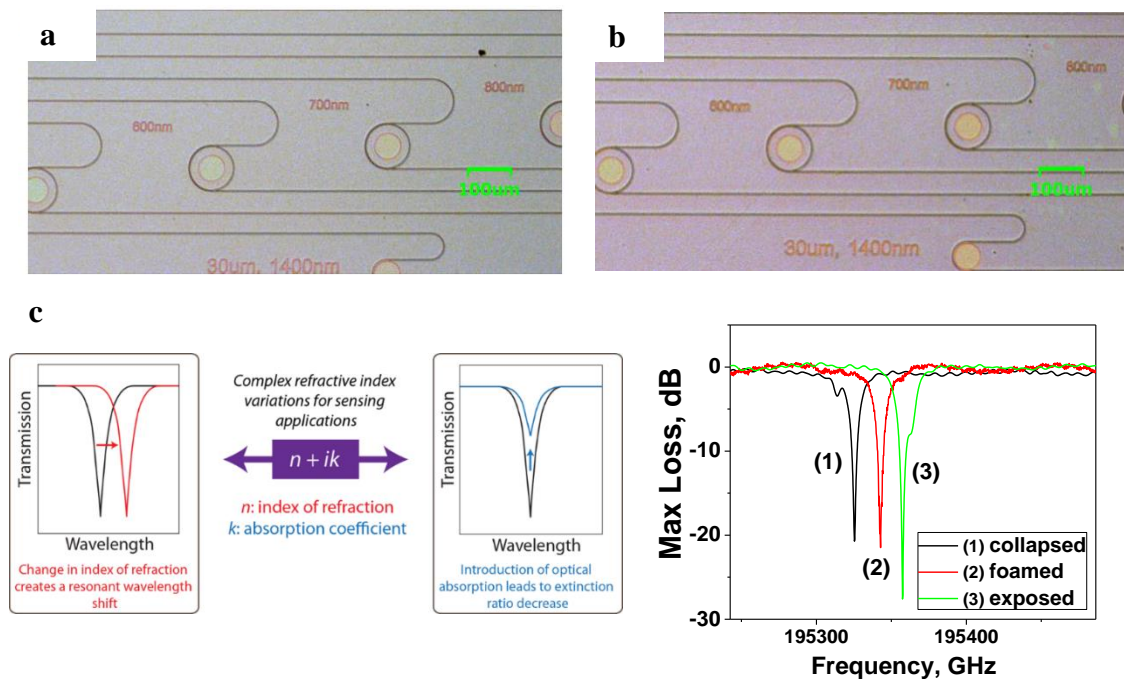 a
800nm
700nm
600nm
100um
30um, 1400nm
b
800nm
700nm
600nm
100um
30um, 1400nm
c
Transmission
Wavelength
Change in index of refraction
creates a resonant wavelength
shift
Complex refractive index
variations for sensing
applications
n + ik
n: index of refraction
k: absorption coefficient
Transmission
Wavelength
Introduction of optical
absorption leads to extinction
ratio decrease
Max Loss, dB
0
-10
-20
-30
(1)
(2)
(3)
(1) collapsed
(2) foamed
(3) exposed
195300
195400
Frequency, GHz